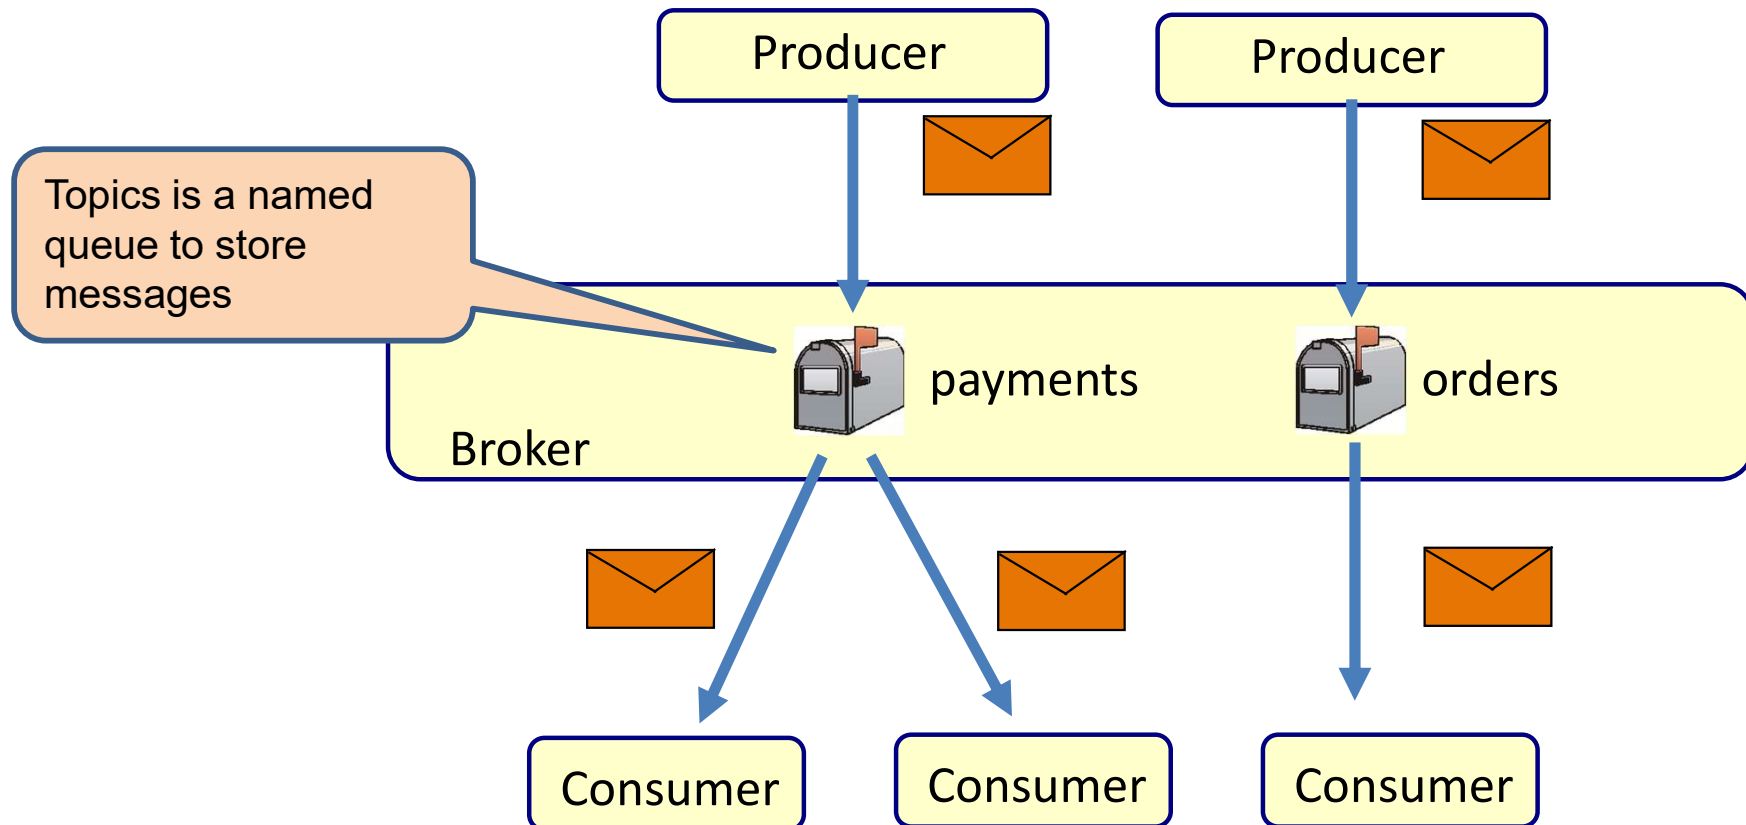 Producer
Producer
Topics is a named
queue to store
messages
payments
orders
Broker
Consumer
Consumer
Consumer